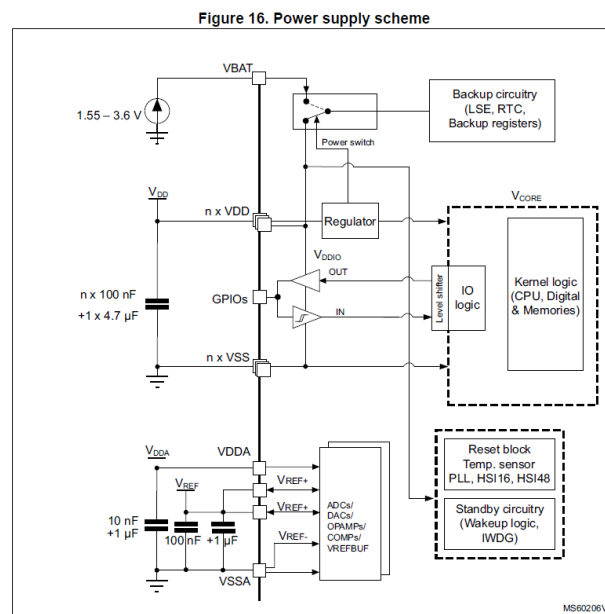 Figure 16. Power supply scheme
VBAT
1.55 – 3.6 V
Power switch
Backup circuitry
(LSE, RTC,
Backup registers)
VDD
n x VDD
Regulator
VCORE
VDDIO
OUT
n x 100 nF
+1 x 4.7 µF
GPIOs
IN
Level shifter
IO
logic
Kernel logic
(CPU, Digital
& Memories)
n x VSS
VDDA
VDDA
VREF
VREF+
VREF+
VREF-
10 nF
+1 µF
100 nF
+1 µF
VSSA
ADCs/
DACs/
OPAMPs/
COMPs/
VREFBUF
Reset block
Temp. sensor
PLL, HSI16, HSI48
Standby circuitry
(Wakeup logic,
IWDG)